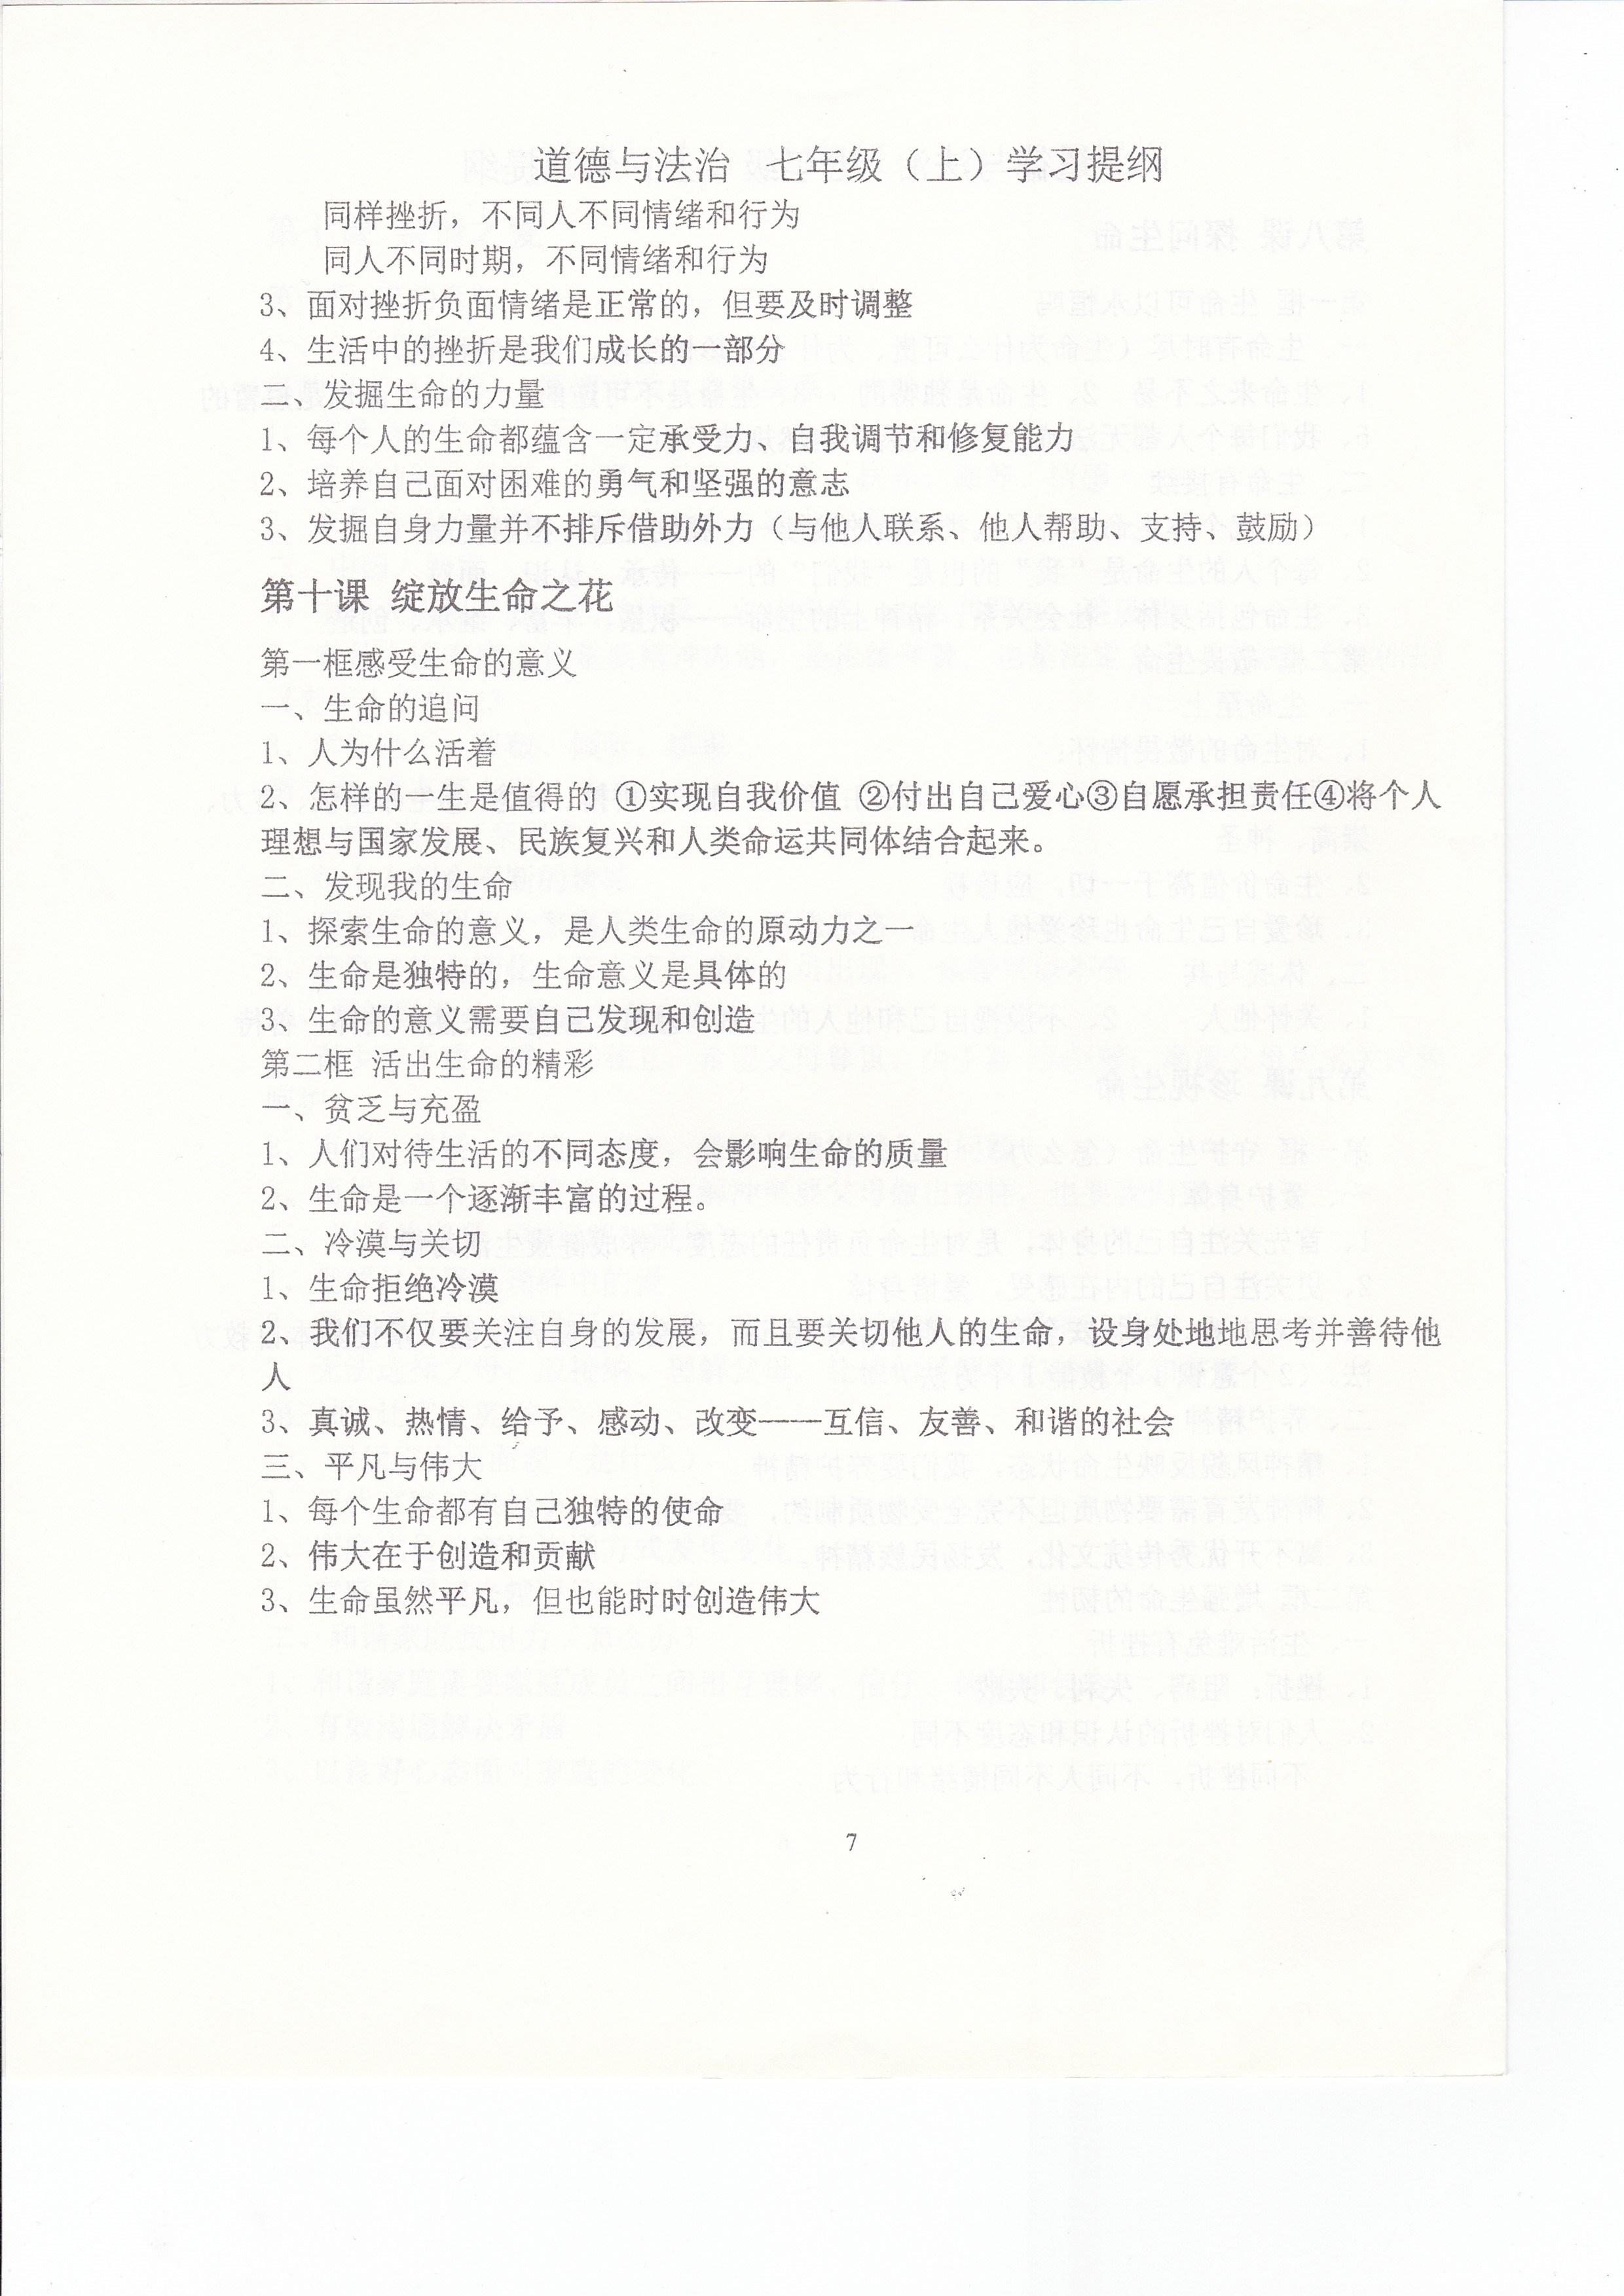 道德与法治 七年级（上）学习提纲
同样挫折，不同人不同情绪和行为
同人不同时期，不同情绪和行为
3、面对挫折负面情绪是正常的，但要及时调整
4、生活中的挫折是我们成长的一部分
二、发掘生命的力量
1、每个人的生命都蕴含一定承受力、自我调节和修复能力
2、培养自己面对困难的勇气和坚强的意志
3、发掘自身力量并不排斥借助外力（与他人联系、他人帮助、支持、鼓励）
第十课 绽放生命之花
第一框感受生命的意义
一、生命的追问
1、人为什么活着
2、怎样的一生是值得的 ①实现自我价值 ②付出自己爱心③自愿承担责任④将个人
理想与国家发展、民族复兴和人类命运共同体结合起来。
二、发现我的生命
1、探索生命的意义，是人类生命的原动力之一
2、生命是独特的，生命意义是具体的
3、生命的意义需要自己发现和创造
第二框 活出生命的精彩
一、贫乏与充盈
1、人们对待生活的不同态度，会影响生命的质量
2、生命是一个逐渐丰富的过程。
二、冷漠与关切
1、生命拒绝冷漠
2、我们不仅要关注自身的发展，而且要关切他人的生命，设身处地地思考并善待他
人
3、真诚、热情、给予、感动、改变——互信、友善、和谐的社会
三、平凡与伟大
1、每个生命都有自己独特的使命
2、伟大在于创造和贡献
3、生命虽然平凡，但也能时时创造伟大
7